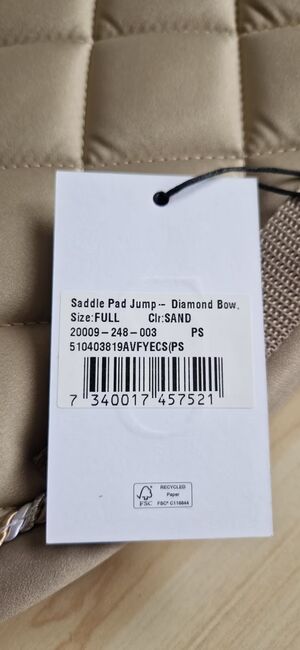 Saddle Pad Jump – Diamond Bow.
Size:FULL Clr:SAND
20009-248-003 PS
510403819AVFYECS(PS
7 340017 457521
RECYCLED
Paper
FSC
FSC® C116844